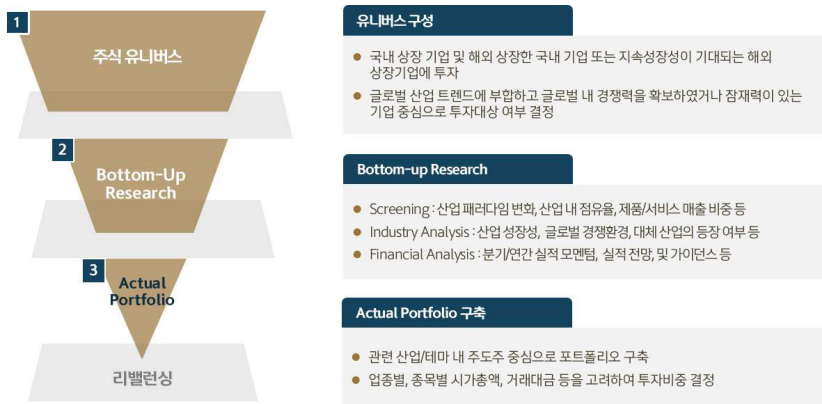 1
주식 유니버스
2
Bottom-Up
Research
3
Actual
Portfolio
리밸런싱
유니버스 구성
● 국내 상장 기업 및 해외 상장한 국내 기업 또는 지속성장성이 기대되는 해외
상장기업에 투자
● 글로벌 산업 트렌드에 부합하고 글로벌 내 경쟁력을 확보하였거나 잠재력이 있는
기업 중심으로 투자대상 여부 결정
Bottom-up Research
● Screening : 산업 패러다임 변화, 산업 내 점유율, 제품/서비스 매출 비중 등
● Industry Analysis : 산업 성장성, 글로벌 경쟁환경, 대체 산업의 등장 여부 등
● Financial Analysis : 분기/연간 실적 모멘텀, 실적 전망, 및 가이던스 등
Actual Portfolio 구축
● 관련 산업/테마 내 주도주 중심으로 포트폴리오 구축
● 업종별, 종목별 시가총액, 거래대금 등을 고려하여 투자비중 결정